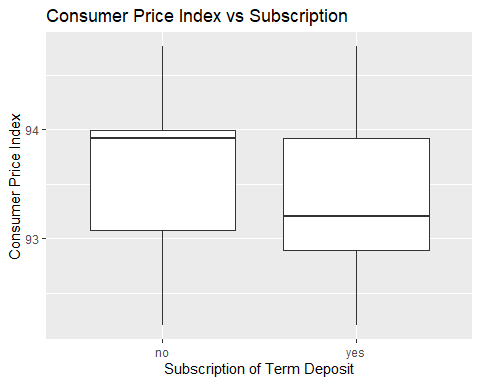 Consumer Price Index vs Subscription
Consumer Price Index
94
93
no
yes
Subscription of Term Deposit